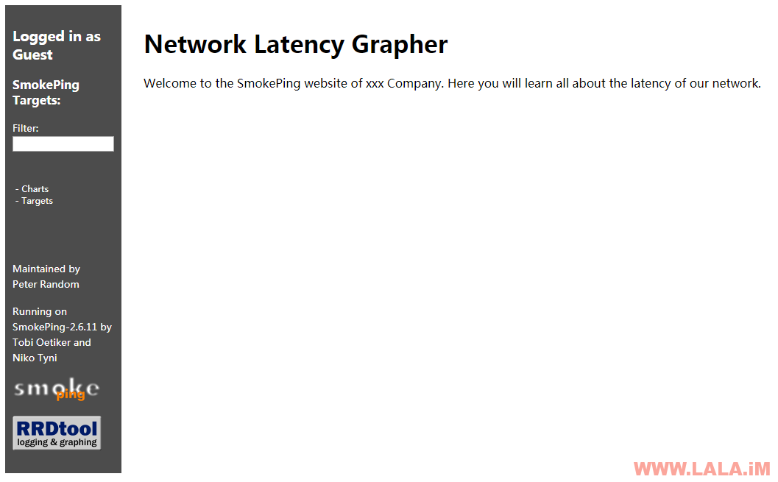 Logged in as
Guest
SmokePing
Targets:
Filter:
- Charts
- Targets
Maintained by
Peter Random
Running on
SmokePing-2.6.11 by
Tobi Oetiker and
Niko Tyni
smoke
ping
RRDtool
logging & graphing
Network Latency Grapher
Welcome to the SmokePing website of xxx Company. Here you will learn all about the latency of our network.
WWW.LALA.iM